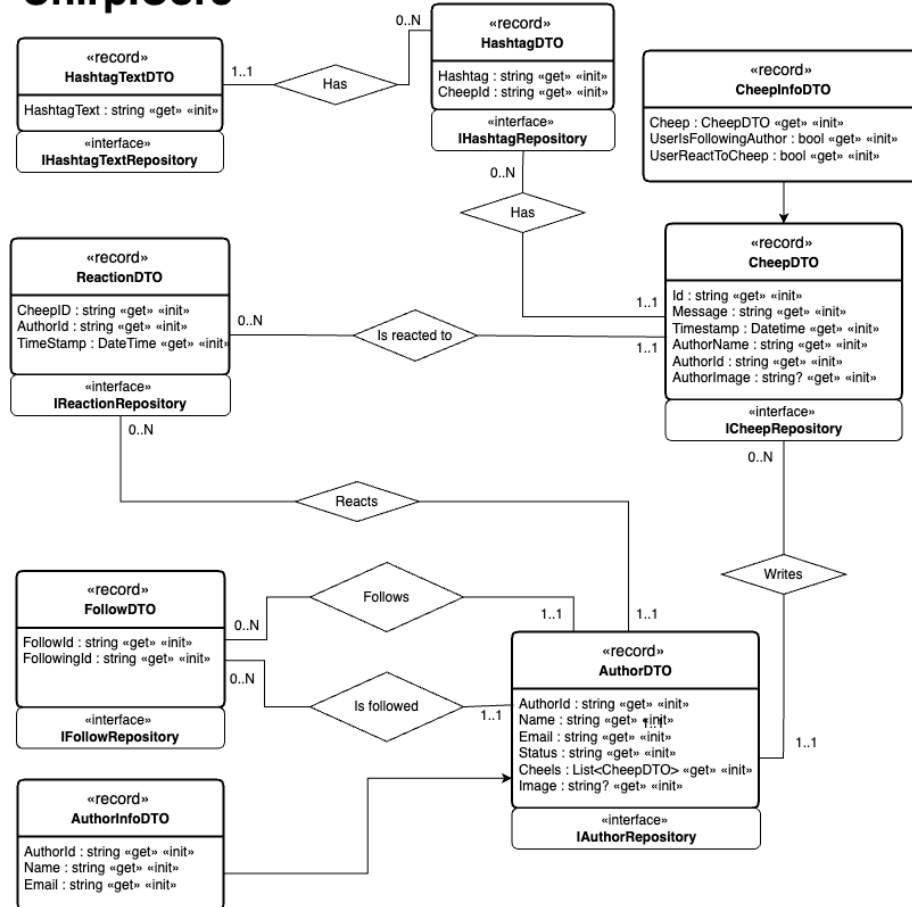 «record»
HashtagTextDTO
HashtagText : string «get» «init»
«interface»
IHashtagTextRepository
1..1
Has
0..N
«record»
HashtagDTO
Hashtag : string «get» «init»
CheepId : string «get» «init»
«interface»
IHashtagRepository
0..N
Has
1..1
«record»
CheepInfoDTO
Cheep : CheepDTO «get» «init»
UserIsFollowingAuthor : bool «get» «init»
UserReactToCheep : bool «get» «init»
«record»
ReactionDTO
CheepID : string «get» «init»
AuthorId : string «get» «init»
TimeStamp : DateTime «get» «init»
«interface»
IReactionRepository
0..N
Is reacted to
1..1
«record»
CheepDTO
Id : string «get» «init»
Message : string «get» «init»
Timestamp : Datetime «get» «init»
AuthorName : string «get» «init»
AuthorId : string «get» «init»
AuthorImage : string? «get» «init»
«interface»
ICheepRepository
0..N
0..N
Reacts
1..1
Writes
1..1
«record»
FollowDTO
FollowId : string «get» «init»
FollowingId : string «get» «init»
«interface»
IFollowRepository
0..N
Follows
1..1
0..N
Is followed
1..1
«record»
AuthorDTO
AuthorId : string «get» «init»
Name : string «get» «init»
1..1
Email : string «get» «init»
Status : string «get» «init»
Cheels : List<CheepDTO> «get» «init»
Image : string? «get» «init»
«interface»
IAuthorRepository
«record»
AuthorInfoDTO
AuthorId : string «get» «init»
Name : string «get» «init»
Email : string «get» «init»